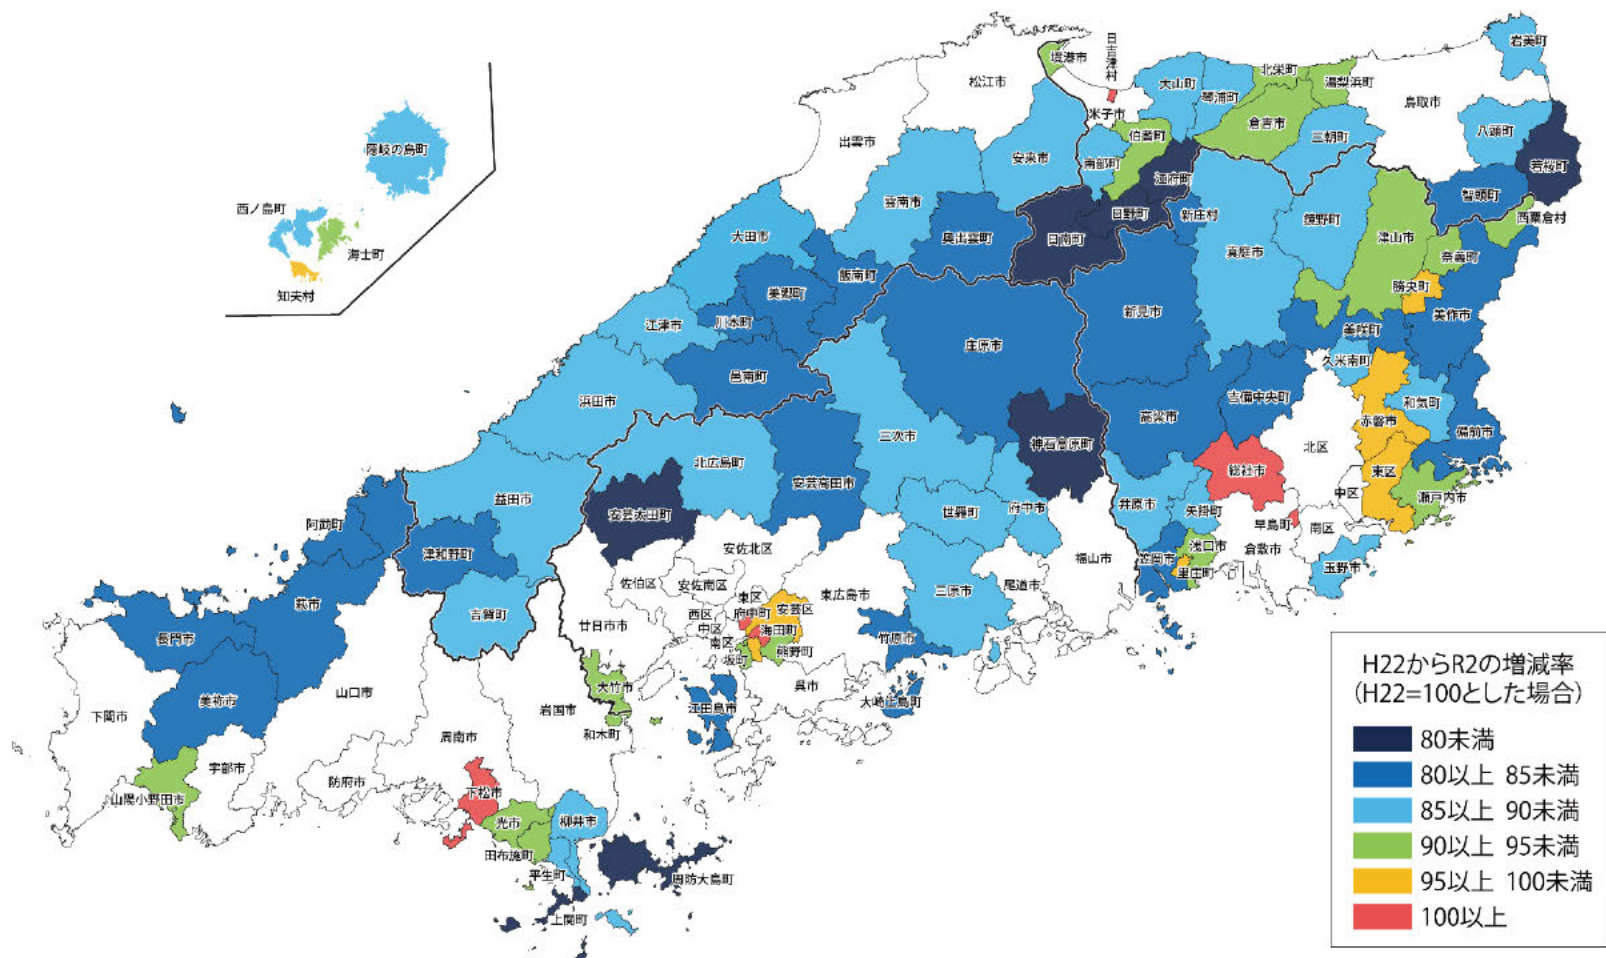 岩美町
日吉津村
境港市
松江市
大山町
北栄町
湯梨浜町
琴浦町
鳥取市
米子市
倉吉市
伯耆町
三朝町
八頭町
出雲市
隠岐の島町
安来市
南部町
若桜町
江府町
智頭町
雲南市
西ノ島町
日野町
新庄村
鏡野町
西粟倉村
大田市
奥出雲町
日南町
津山市
海士町
真庭市
奈義町
飯南町
知夫村
美郷町
勝央町
新見市
江津市
川本町
美咲町
美作市
庄原市
久米南町
邑南町
吉備中央町
浜田市
高梁市
和気町
赤磐市
三次市
神石高原町
備前市
北区
北広島町
総社市
東区
安芸高田市
中区
瀬戸内市
益田市
井原市
矢掛町
安芸太田町
世羅町
府中市
阿武町
早島町
南区
津和野町
安佐北区
福山市
浅口市
倉敷市
笠岡市
玉野市
里庄町
佐伯区
安佐南区
尾道市
三原市
東区
東広島市
萩市
安芸区
西区
府中町
吉賀町
廿日市市
中区
海田町
長門市
南区
竹原市
熊野町
坂町
大竹市
呉市
山口市
美祢市
大崎上島町
江田島市
岩国市
下関市
和木町
周南市
宇部市
防府市
下松市
山陽小野田市
光市
柳井市
田布施町
平生町
周防大島町
上関町
H22からR2の増減率
(H22=100とした場合)
80未満
80以上 85未満
85以上 90未満
90以上 95未満
95以上 100未満
100以上